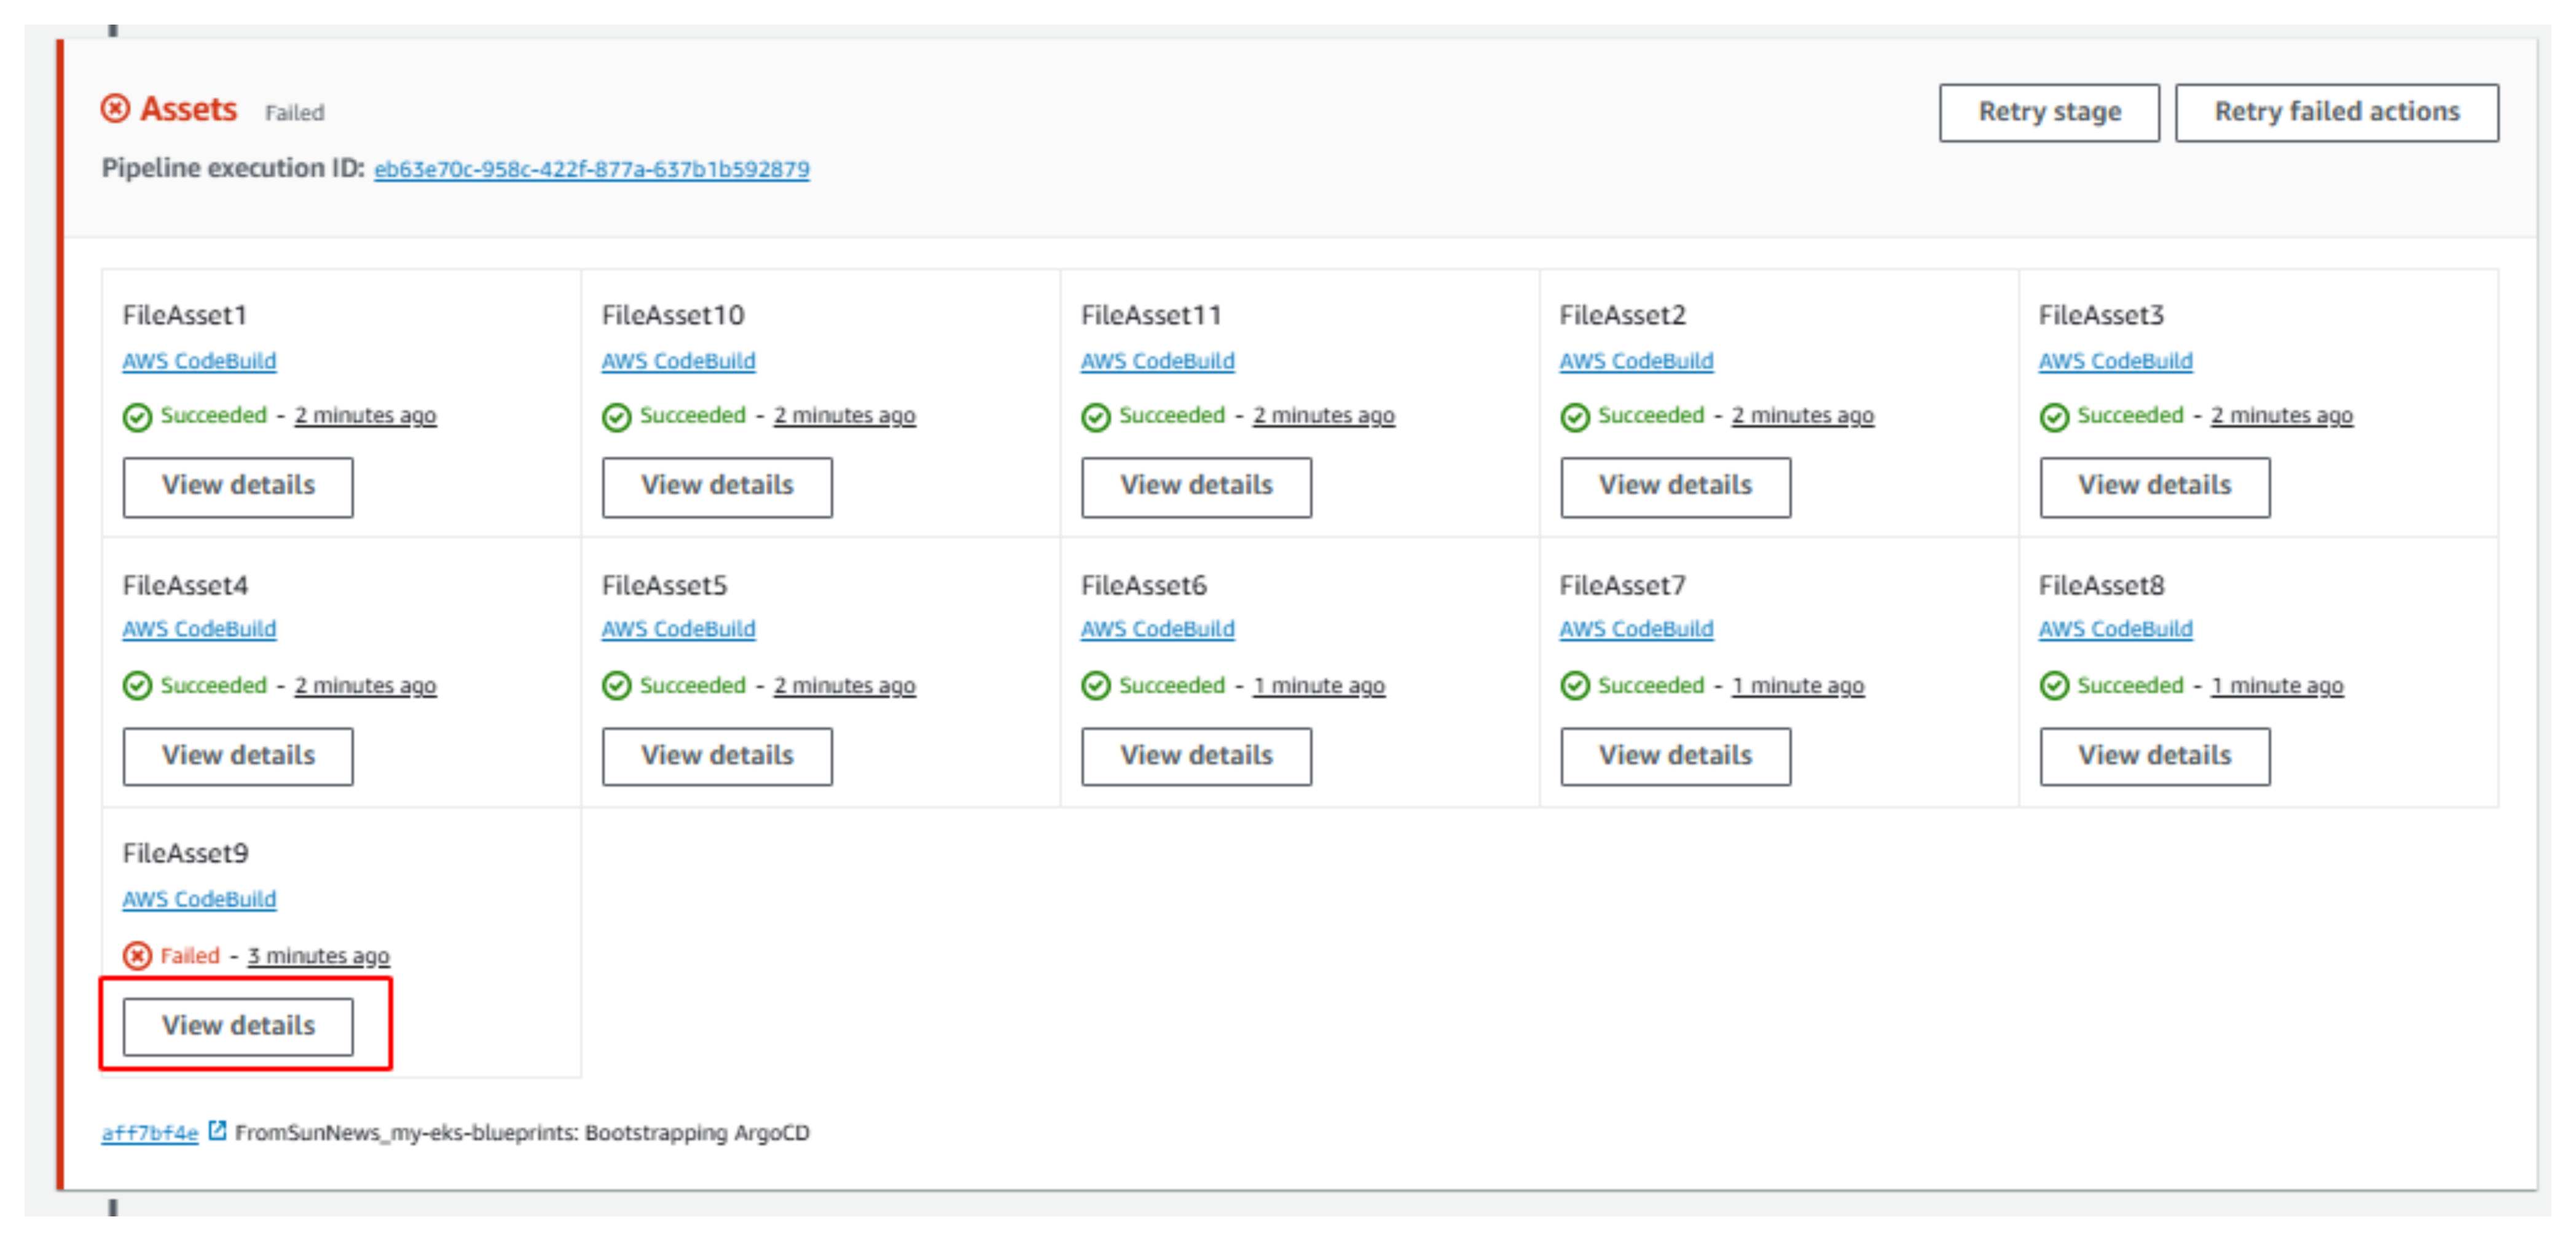 Assets Failed
Retry stage
Retry failed actions
Pipeline execution ID: eb63e70c-958c-422f-877a-637b1b592879
FileAsset1
AWS CodeBuild
Succeeded - 2 minutes ago
View details
FileAsset10
AWS CodeBuild
Succeeded - 2 minutes ago
View details
FileAsset11
AWS CodeBuild
Succeeded - 2 minutes ago
View details
FileAsset2
AWS CodeBuild
Succeeded - 2 minutes ago
View details
FileAsset3
AWS CodeBuild
Succeeded - 2 minutes ago
View details
FileAsset4
AWS CodeBuild
Succeeded - 2 minutes ago
View details
FileAsset5
AWS CodeBuild
Succeeded - 2 minutes ago
View details
FileAsset6
AWS CodeBuild
Succeeded - 1 minute ago
View details
FileAsset7
AWS CodeBuild
Succeeded - 1 minute ago
View details
FileAsset8
AWS CodeBuild
Succeeded - 1 minute ago
View details
FileAsset9
AWS CodeBuild
Failed - 3 minutes ago
View details
aff7bf4e FromSunNews_my-eks-blueprints: Bootstrapping ArgoCD